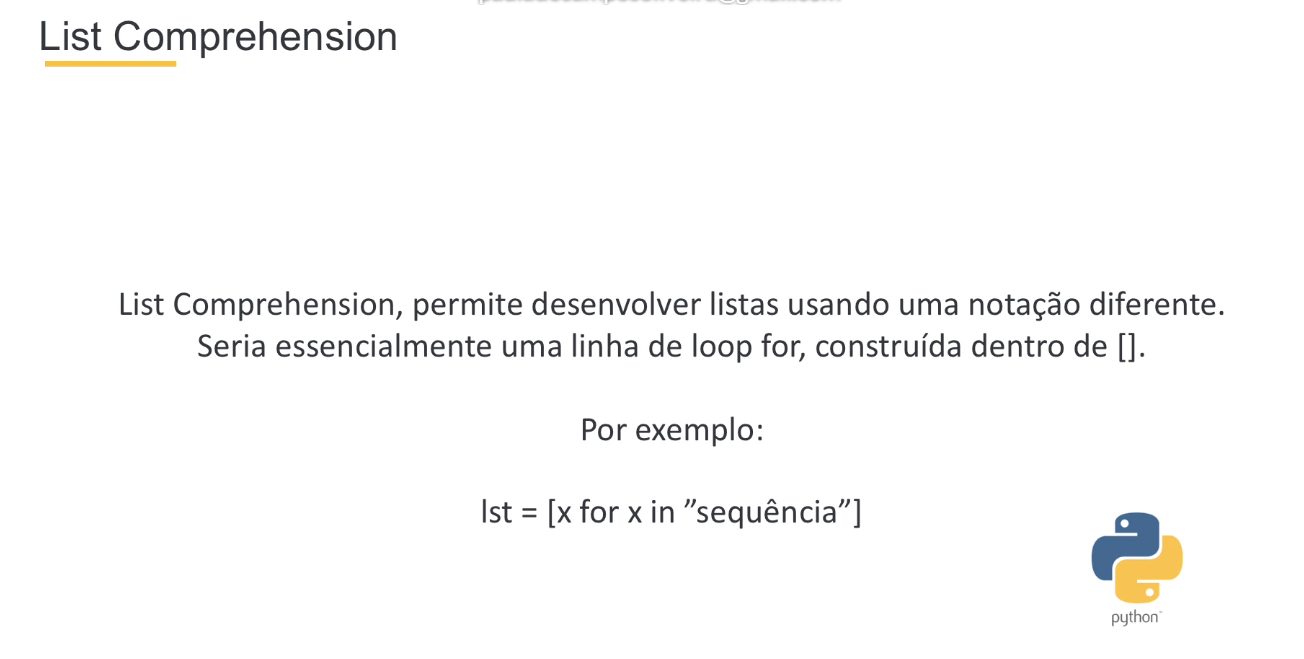 List Comprehension
List Comprehension, permite desenvolver listas usando uma notação diferente.
Seria essencialmente uma linha de loop for, construída dentro de [].
Por exemplo:
lst = [x for x in ”sequência”]
python™